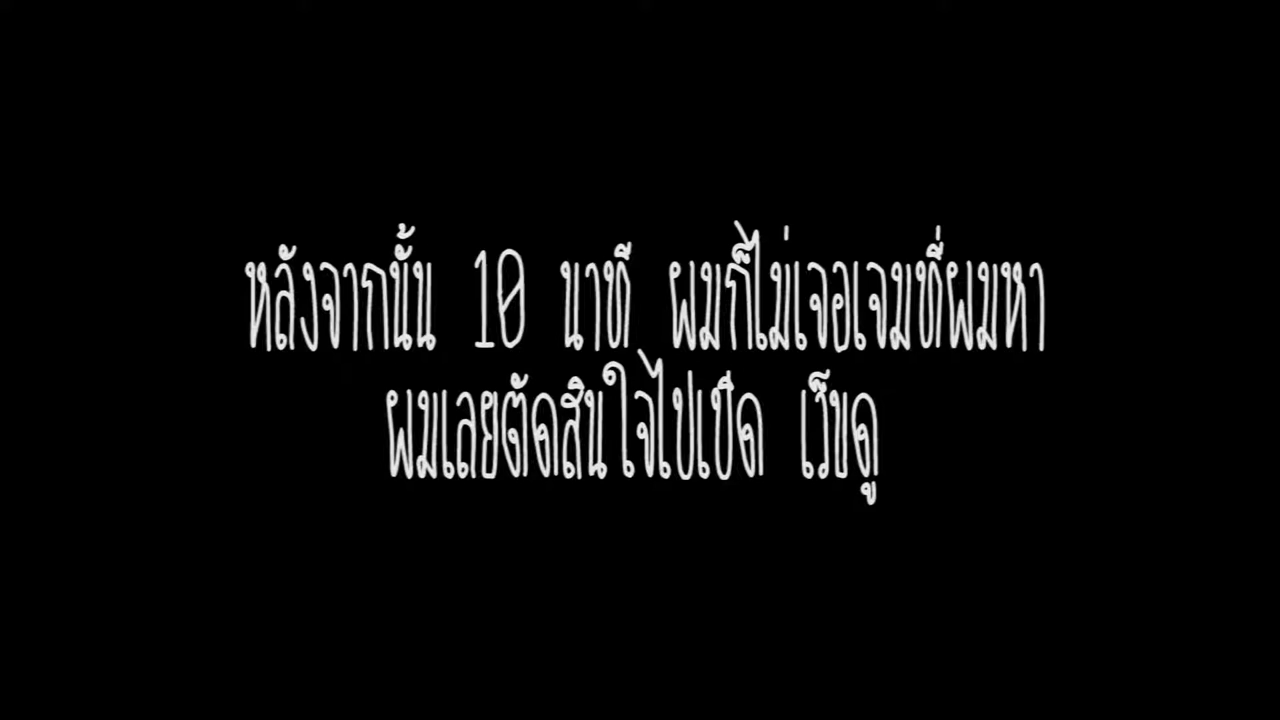 หลังจากนั้น 10 นาที ผมก็ไม่เจอเจมที่ผมหา
ผมเลยตัดสินใจไปเปิด เว็บดู